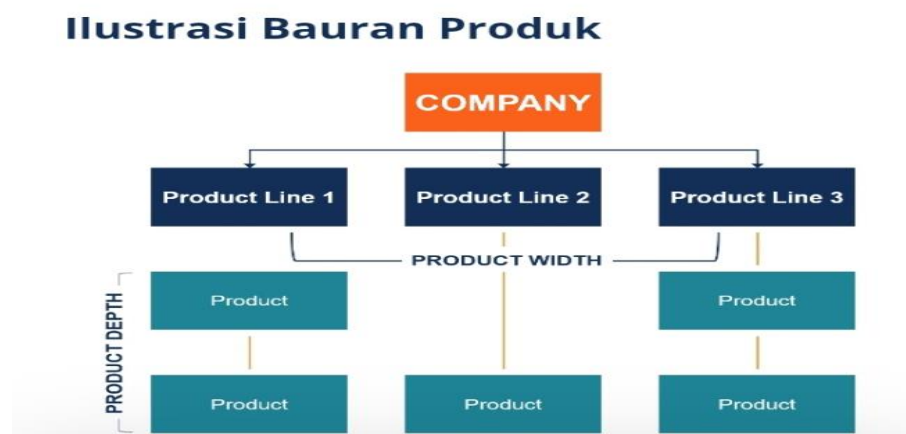 Ilustrasi Bauran Produk
COMPANY
Product Line 1
Product Line 2
Product Line 3
PRODUCT WIDTH
PRODUCT DEPTH
Product
Product
Product
Product
Product